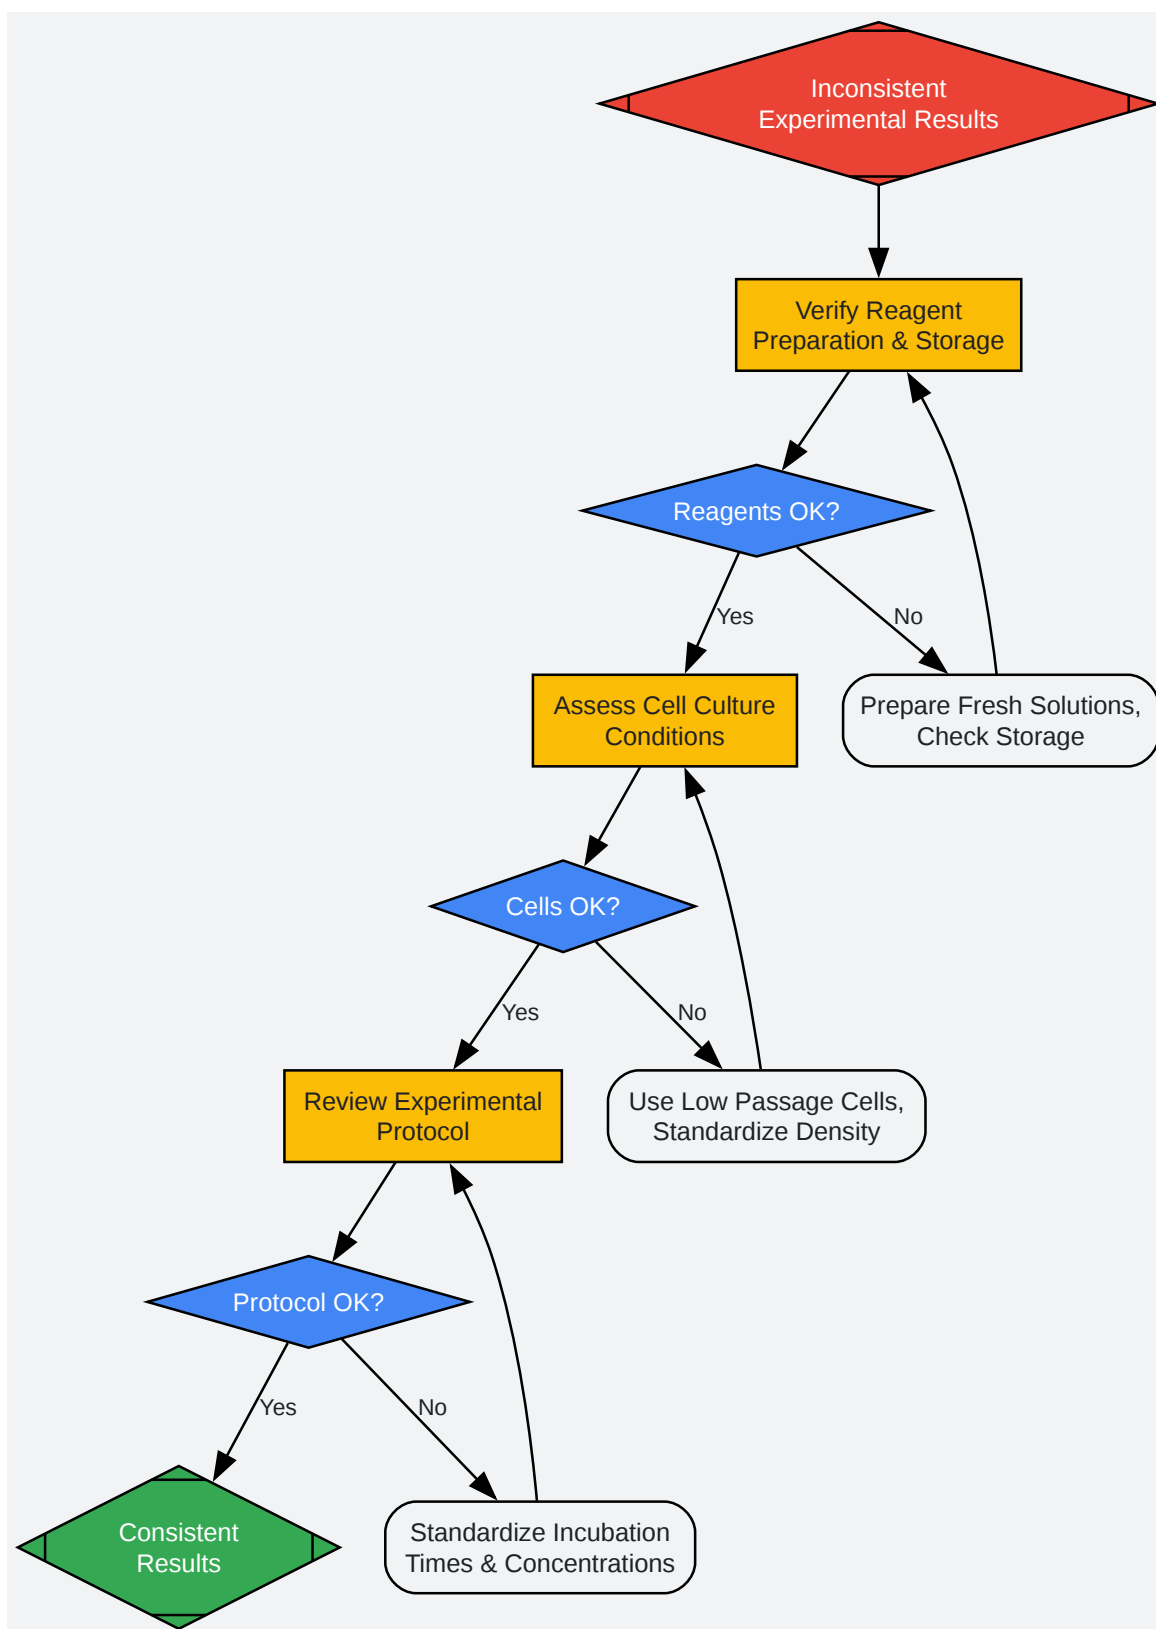 Inconsistent
Experimental Results
Verify Reagent
Preparation & Storage
Reagents OK?
Yes
No
Assess Cell Culture
Conditions
Prepare Fresh Solutions,
Check Storage
Cells OK?
Yes
No
Review Experimental
Protocol
Use Low Passage Cells,
Standardize Density
Protocol OK?
Yes
No
Consistent
Results
Standardize Incubation
Times & Concentrations